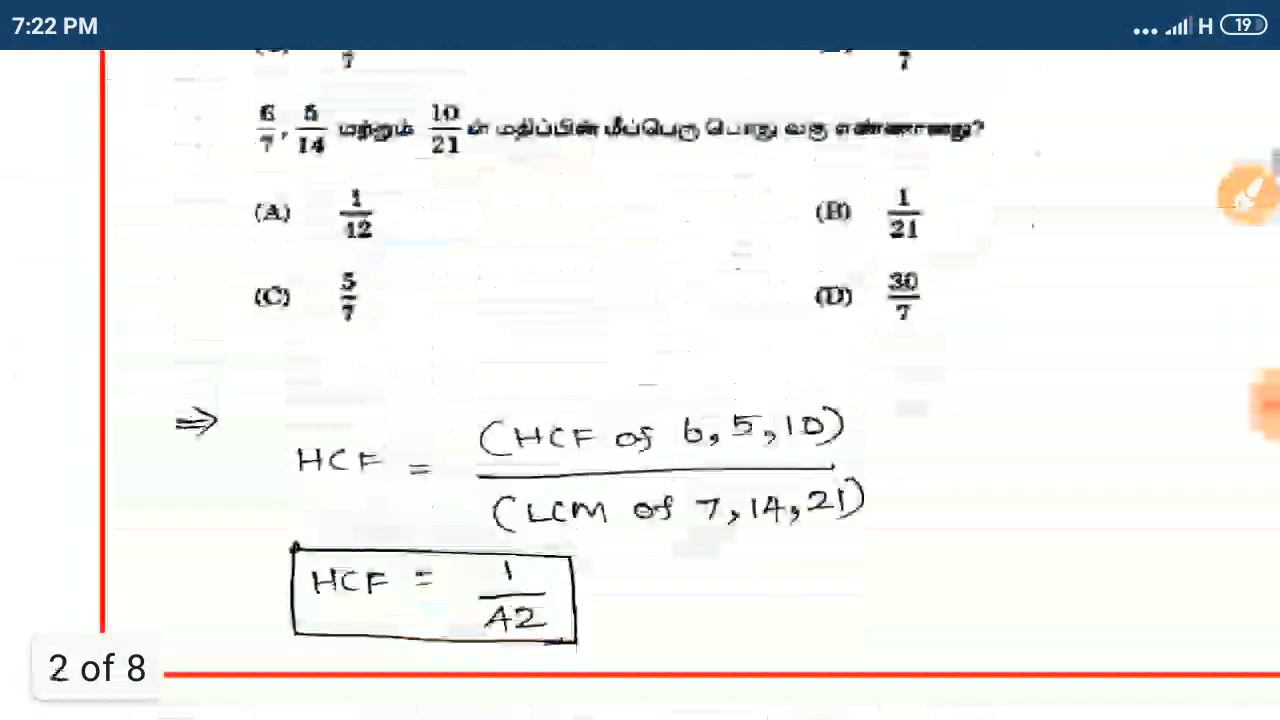 7:22 PM ... H 19
7 7
6/7, 5/14 மற்றும் 10/21 ன் மதிப்பின் மீப்பெரு பொது வகு எண்ணானது?
(A) 1/42 (B) 1/21
(C) 5/7 (D) 30/7
⇒ HCF = (HCF of 6,5,10) / (LCM of 7,14,21)
HCF = 1/42
2 of 8